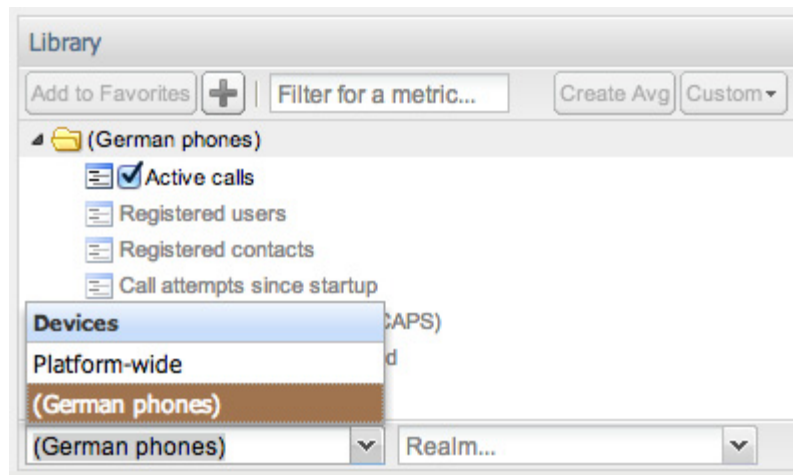 Library
Add to Favorites | Filter for a metric... Create Avg Custom
(German phones)
Active calls
Registered users
Registered contacts
Call attempts since startup
Devices
CAPS)
Platform-wide
(German phones)
(German phones) Realm...